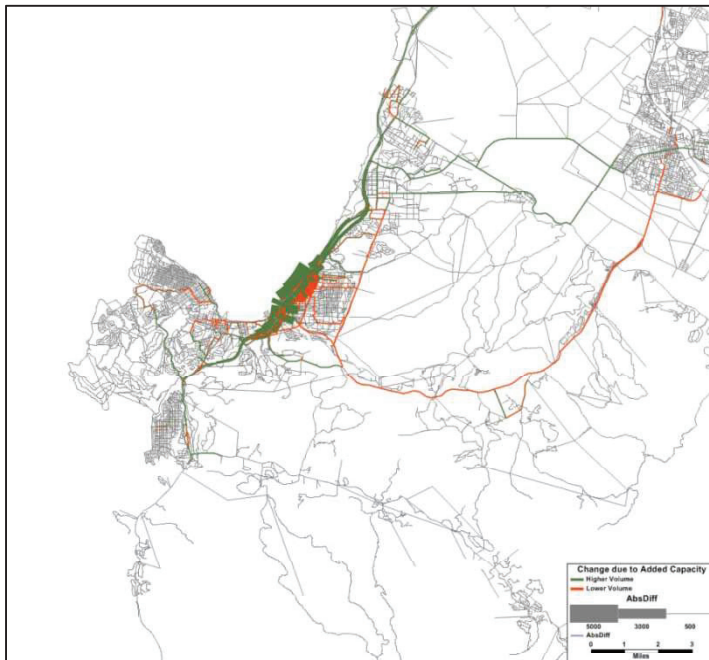 Change due to Added Capacity
Higher Volume
Lower Volume
AbsDiff
5000 3000 500
AbsDiff
0 1 2 3
Miles